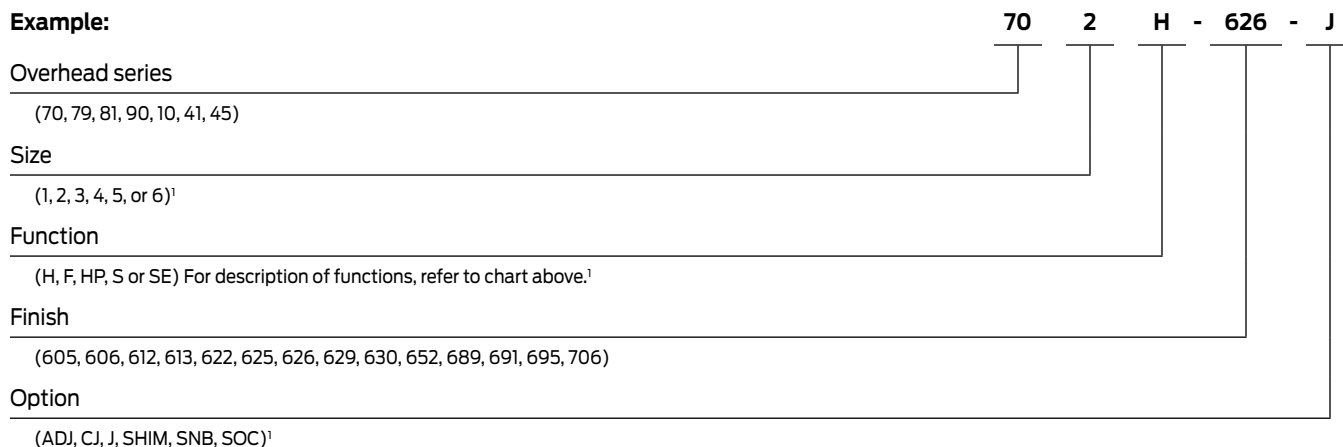 Example: 70 2 H - 626 - J
Overhead series
(70, 79, 81, 90, 10, 41, 45)
Size
(1, 2, 3, 4, 5, or 6)¹
Function
(H, F, HP, S or SE) For description of functions, refer to chart above.¹
Finish
(605, 606, 612, 613, 622, 625, 626, 629, 630, 652, 689, 691, 695, 706)
Option
(ADJ, CJ, J, SHIM, SNB, SOC)¹